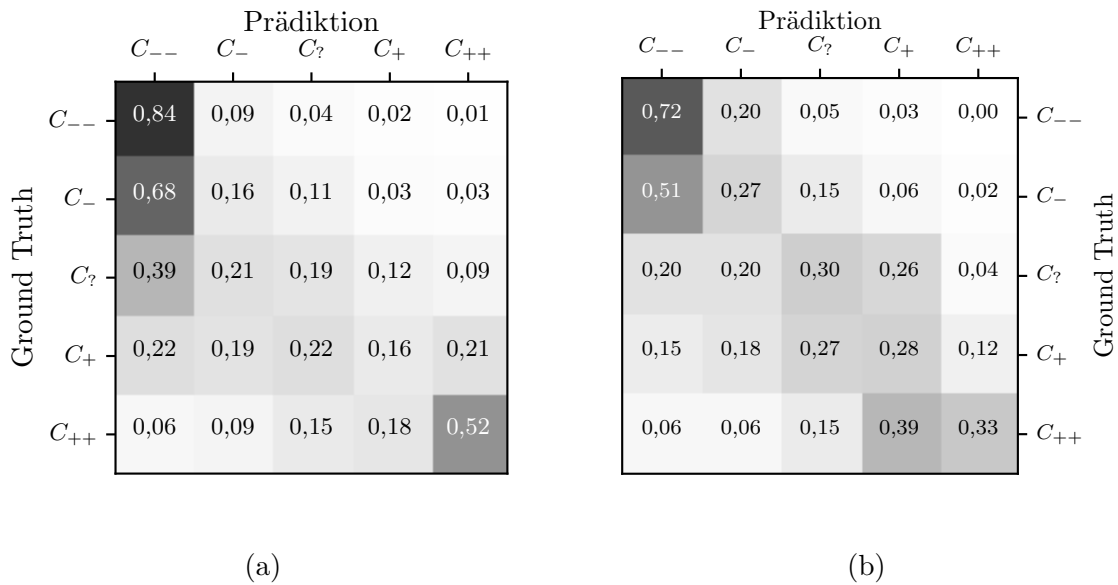 Prädiktion
C−− C− C? C+ C++
Ground Truth
C−− 0,84 0,09 0,04 0,02 0,01
C− 0,68 0,16 0,11 0,03 0,03
C? 0,39 0,21 0,19 0,12 0,09
C+ 0,22 0,19 0,22 0,16 0,21
C++ 0,06 0,09 0,15 0,18 0,52
(a)
Prädiktion
C−− C− C? C+ C++
0,72 0,20 0,05 0,03 0,00 C−−
0,51 0,27 0,15 0,06 0,02 C−
0,20 0,20 0,30 0,26 0,04 C?
0,15 0,18 0,27 0,28 0,12 C+
0,06 0,06 0,15 0,39 0,33 C++
Ground Truth
(b)